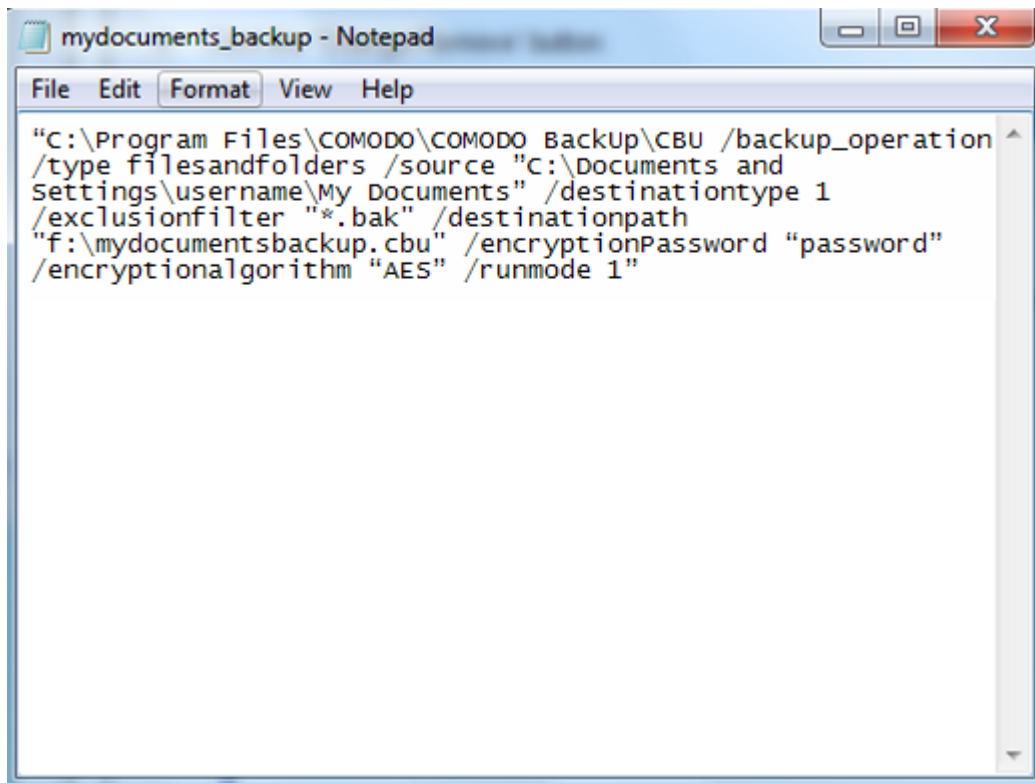 mydocuments_backup - Notepad
File Edit Format View Help
“C:\Program Files\COMODO\COMODO BackUp\CBU /backup_operation
/type filesandfolders /source "C:\Documents and
Settings\username\My Documents” /destinationtype 1
/exclusionfilter "*.bak" /destinationpath
"f:\mydocumentsbackup.cbu" /encryptionPassword “password”
/encryptionalgorithm “AES” /runmode 1”